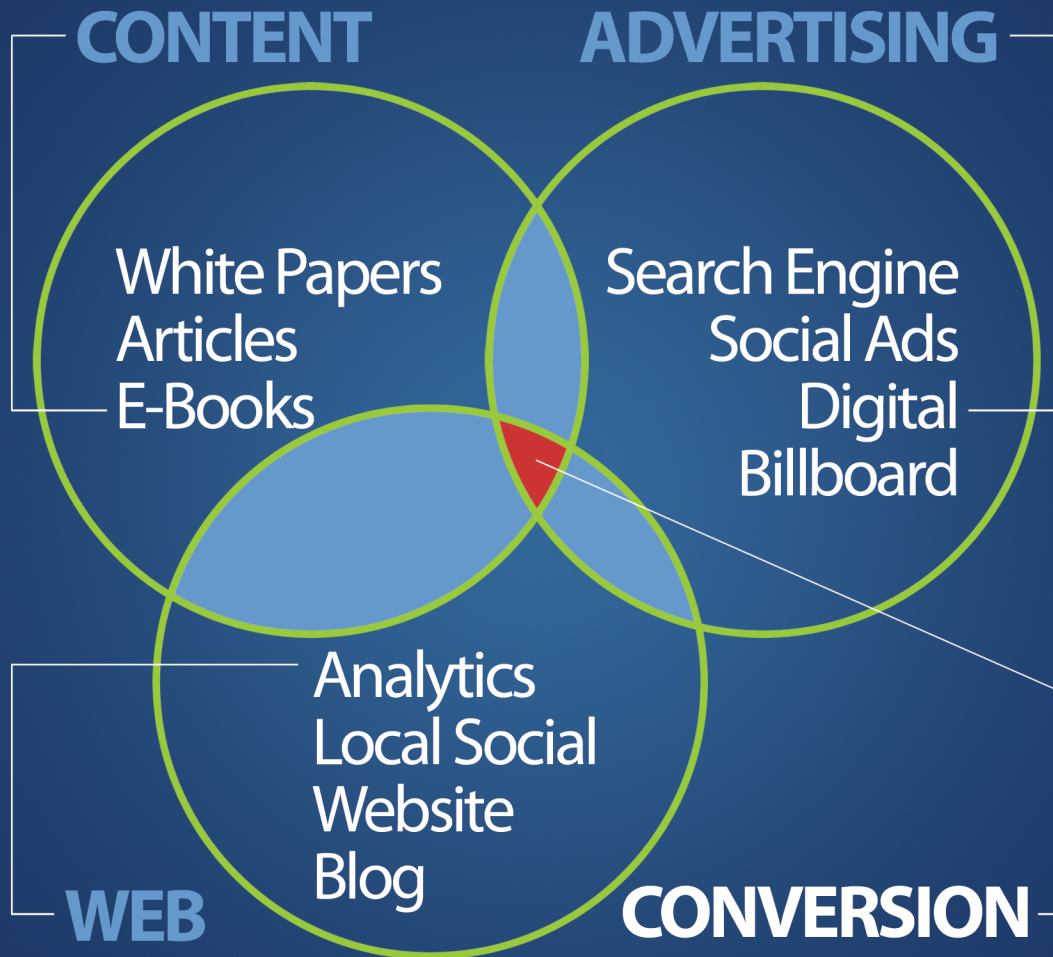 CONTENT
ADVERTISING
White Papers
Articles
E-Books
Search Engine
Social Ads
Digital
Billboard
Analytics
Local Social
Website
Blog
WEB
CONVERSION